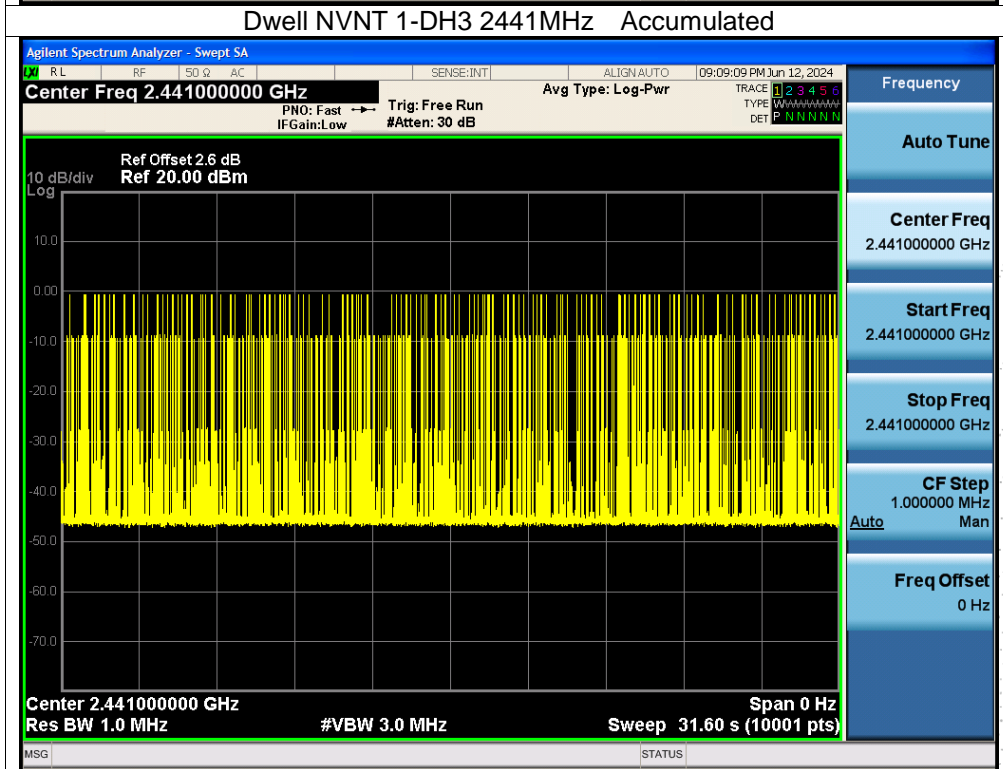 Dwell NVNT 1-DH3 2441MHz Accumulated
Agilent Spectrum Analyzer - Swept SA
LXI RL RF 50 Ω AC SENSE:INT ALIGN AUTO 09:09:09 PM Jun 12, 2024
Center Freq 2.441000000 GHz
PNO: Fast
IFGain:Low
Trig: Free Run
#Atten: 30 dB
Avg Type: Log-Pwr
TRACE 1 2 3 4 5 6
TYPE WWWWWW
DET P N N N N N
Ref Offset 2.6 dB
10 dB/div Ref 20.00 dBm
Log
10.0
0.00
-10.0
-20.0
-30.0
-40.0
-50.0
-60.0
-70.0
Center 2.441000000 GHz Span 0 Hz
Res BW 1.0 MHz #VBW 3.0 MHz Sweep 31.60 s (10001 pts)
MSG STATUS
Frequency
Auto Tune
Center Freq
2.441000000 GHz
Start Freq
2.441000000 GHz
Stop Freq
2.441000000 GHz
CF Step
1.000000 MHz
Auto Man
Freq Offset
0 Hz